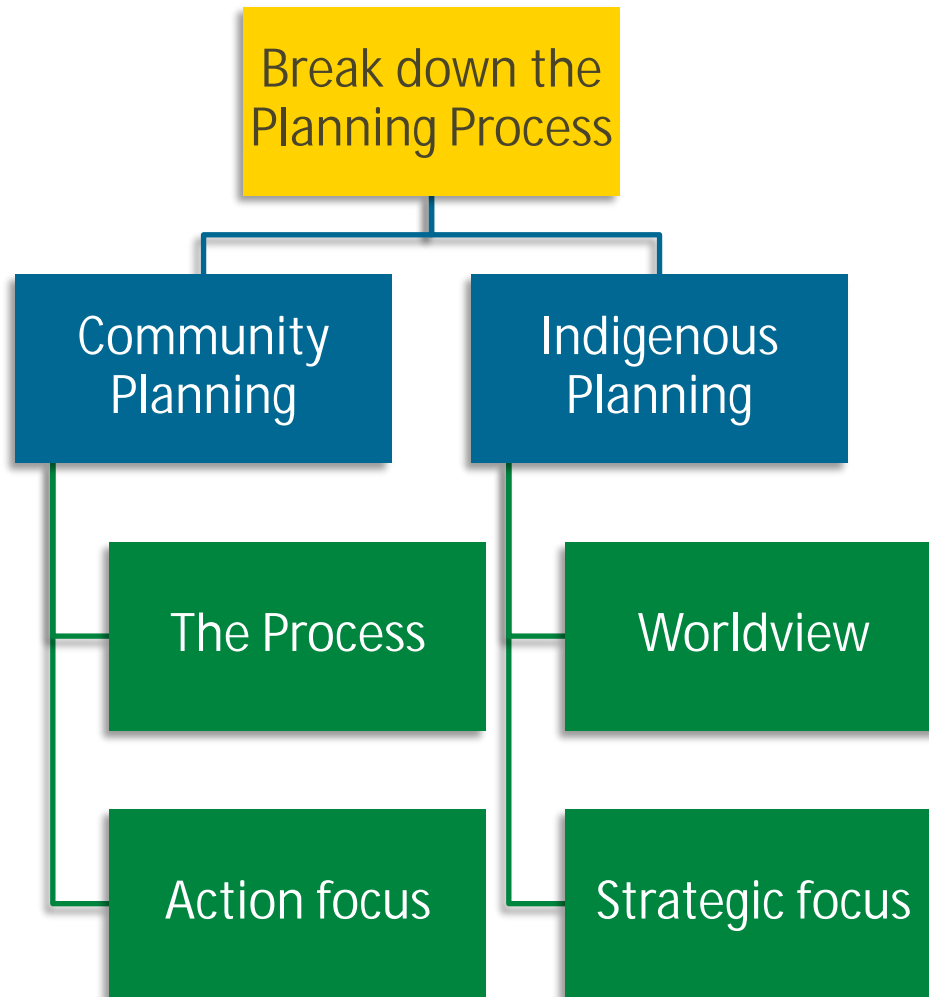 Break down the
Planning Process
Community
Planning
Indigenous
Planning
The Process
Worldview
Action focus
Strategic focus